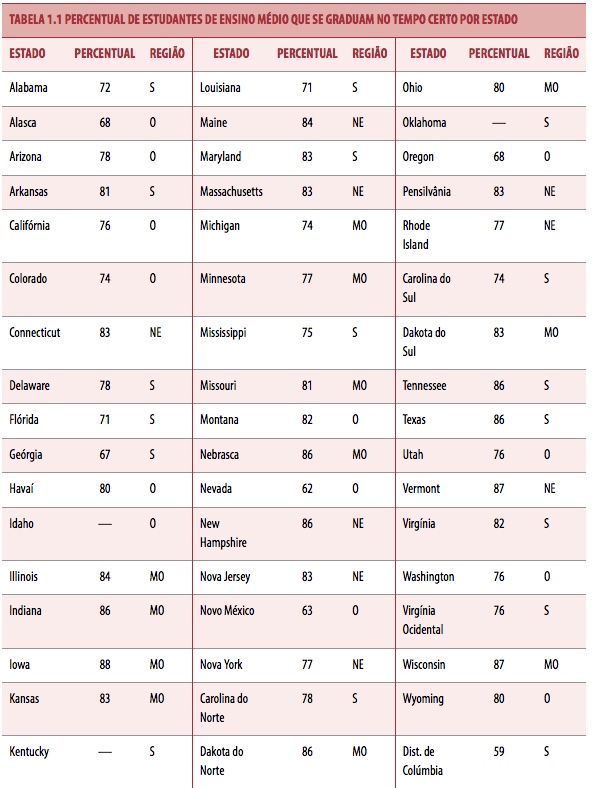 TABELA 1.1 PERCENTUAL DE ESTUDANTES DE ENSINO MÉDIO QUE SE GRADUAM NO TEMPO CERTO POR ESTADO
ESTADO PERCENTUAL REGIÃO ESTADO PERCENTUAL REGIÃO ESTADO PERCENTUAL REGIÃO
Alabama 72 S Louisiana 71 S Ohio 80 MO
Alasca 68 O Maine 84 NE Oklahoma — S
Arizona 78 O Maryland 83 S Oregon 68 O
Arkansas 81 S Massachusetts 83 NE Pensilvânia 83 NE
Califórnia 76 O Michigan 74 MO Rhode 77 NE
Island
Colorado 74 O Minnesota 77 MO Carolina do 74 S
Sul
Connecticut 83 NE Mississippi 75 S Dakota do 83 MO
Sul
Delaware 78 S Missouri 81 MO Tennessee 86 S
Flórida 71 S Montana 82 O Texas 86 S
Geórgia 67 S Nebrasca 86 MO Utah 76 O
Havaí 80 O Nevada 62 O Vermont 87 NE
Idaho — O New 86 NE Virgínia 82 S
Hampshire
Illinois 84 MO Nova Jersey 83 NE Washington 76 O
Indiana 86 MO Novo México 63 O Virgínia 76 S
Ocidental
Iowa 88 MO Nova York 77 NE Wisconsin 87 MO
Kansas 83 MO Carolina do 78 S Wyoming 80 O
Norte
Kentucky — S Dakota do 86 MO Dist. de 59 S
Norte Colúmbia